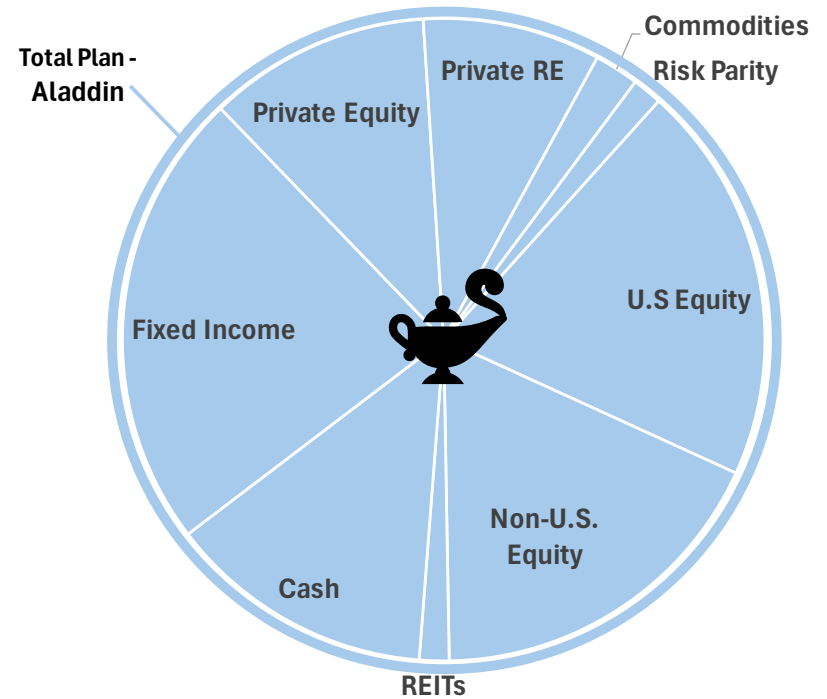 Total Plan -
Aladdin
Commodities
Private RE
Risk Parity
Private Equity
U.S Equity
Fixed Income
Non-U.S.
Equity
Cash
REITs